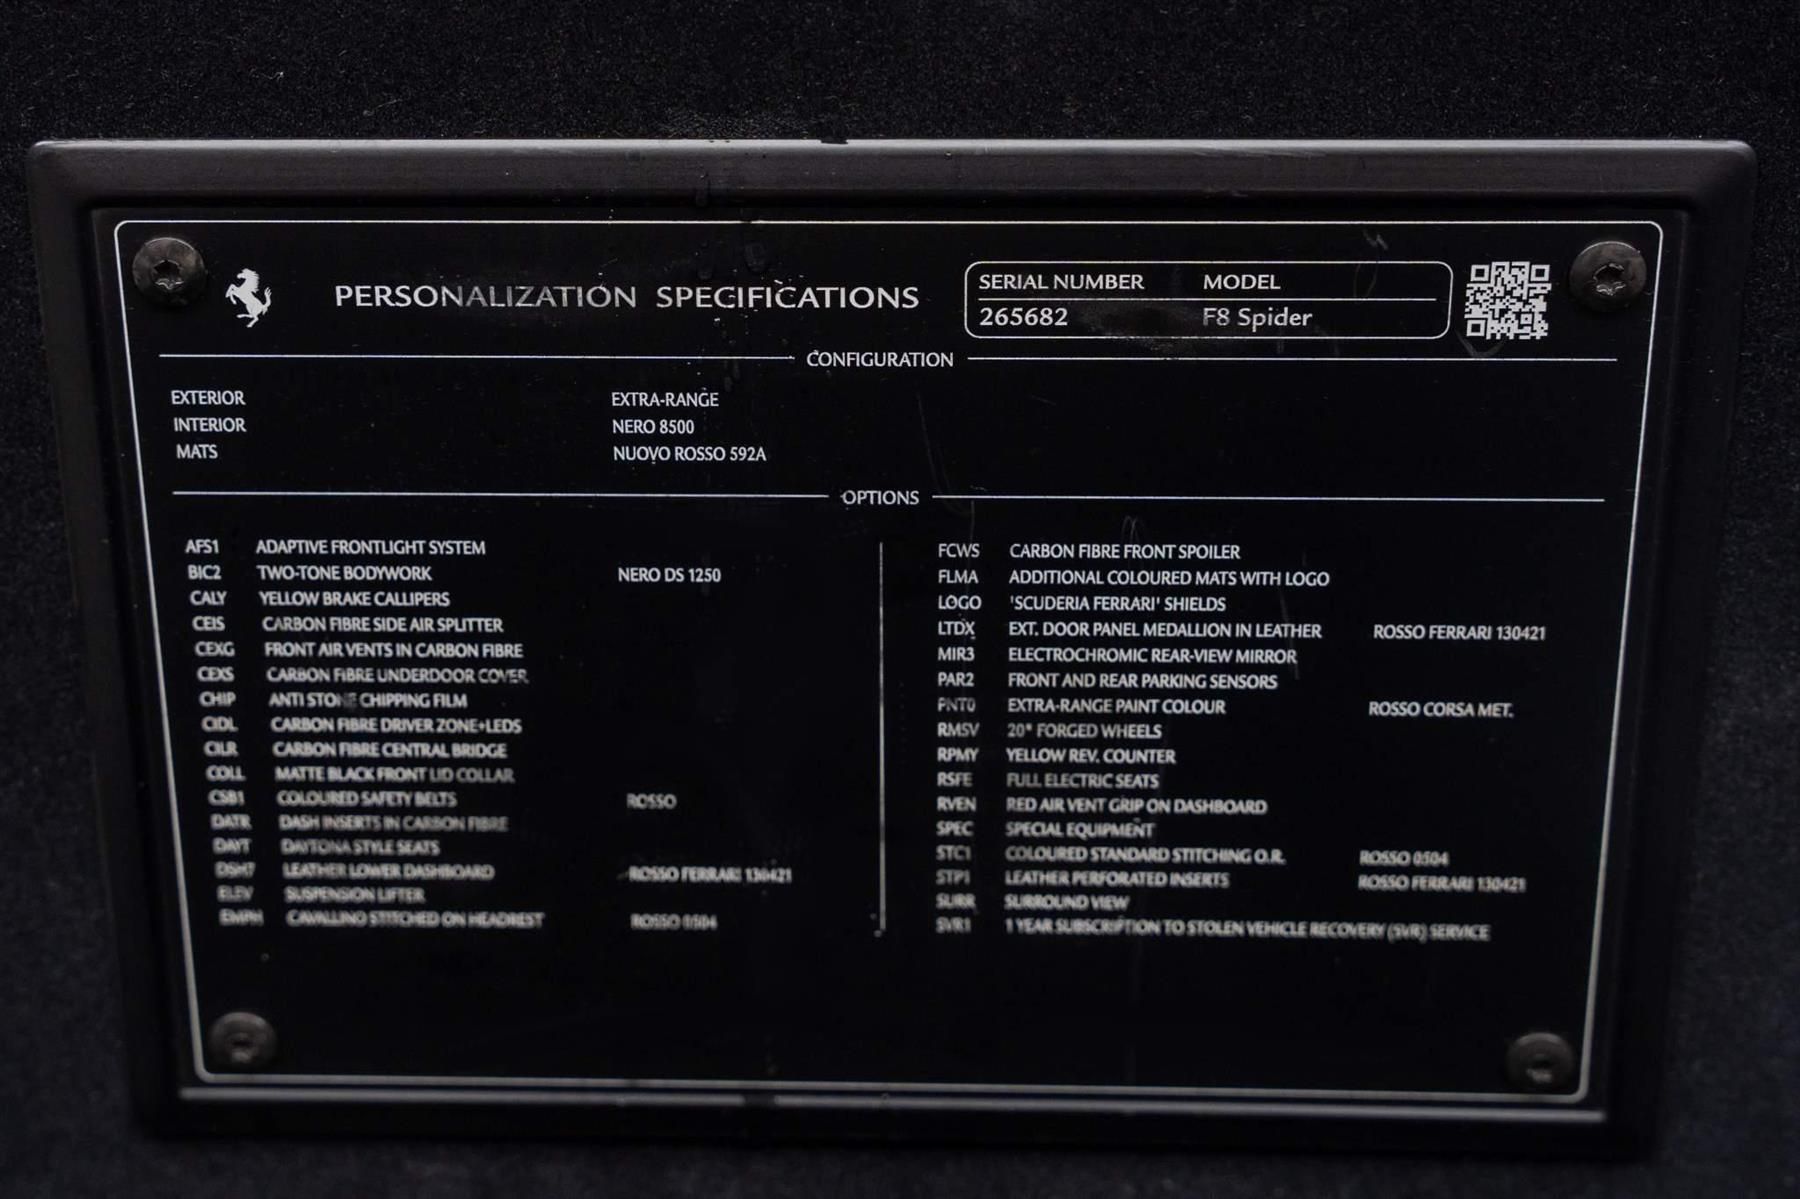 PERSONALIZATION SPECIFICATIONS
SERIAL NUMBER MODEL
265682 F8 Spider
CONFIGURATION
EXTERIOR EXTRA-RANGE
INTERIOR NERO 8500
MATS NUOVO ROSSO 592A
OPTIONS
AFS1 ADAPTIVE FRONTLIGHT SYSTEM
BIC2 TWO-TONE BODYWORK NERO DS 1250
CALY YELLOW BRAKE CALLIPERS
CEIS CARBON FIBRE SIDE AIR SPLITTER
CEXG FRONT AIR VENTS IN CARBON FIBRE
CEXS CARBON FIBRE UNDERDOOR COVER
CHIP ANTI STONE CHIPPING FILM
CIDL CARBON FIBRE DRIVER ZONE+LEDS
CILR CARBON FIBRE CENTRAL BRIDGE
COLL MATTE BLACK FRONT LID COLLAR
CSB1 COLOURED SAFETY BELTS ROSSO
DATR DASH INSERTS IN CARBON FIBRE
DAYT DAYTONA STYLE SEATS
DSH7 LEATHER LOWER DASHBOARD ROSSO FERRARI 130421
ELEV SUSPENSION LIFTER
EMPH CAVALLINO STITCHED ON HEADREST ROSSO 0504
FCWS CARBON FIBRE FRONT SPOILER
FLMA ADDITIONAL COLOURED MATS WITH LOGO
LOGO 'SCUDERIA FERRARI' SHIELDS
LTDX EXT. DOOR PANEL MEDALLION IN LEATHER ROSSO FERRARI 130421
MIR3 ELECTROCHROMIC REAR-VIEW MIRROR
PAR2 FRONT AND REAR PARKING SENSORS
PNT0 EXTRA-RANGE PAINT COLOUR ROSSO CORSA MET.
RMSV 20" FORGED WHEELS
RPMY YELLOW REV. COUNTER
RSFE FULL ELECTRIC SEATS
RVEN RED AIR VENT GRIP ON DASHBOARD
SPEC SPECIAL EQUIPMENT
STC1 COLOURED STANDARD STITCHING O.R. ROSSO 0504
STP1 LEATHER PERFORATED INSERTS ROSSO FERRARI 130421
SURR SURROUND VIEW
SVR1 1 YEAR SUBSCRIPTION TO STOLEN VEHICLE RECOVERY (SVR) SERVICE